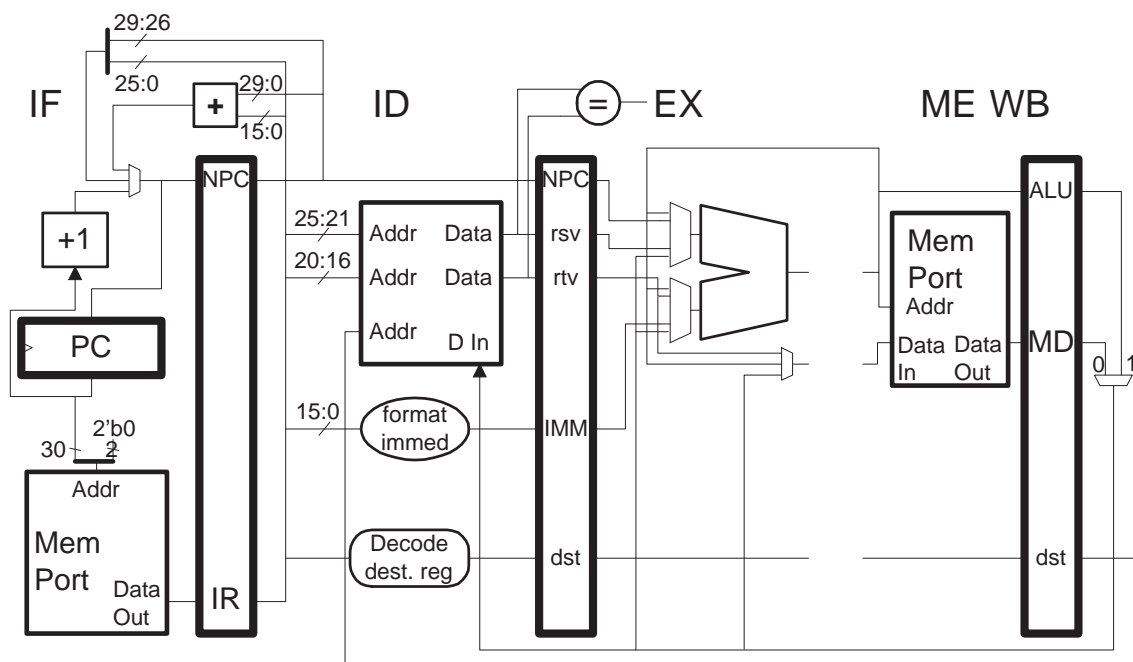 29:26
25:0
IF
+
29:0
15:0
ID
=
EX
ME WB
NPC
NPC
ALU
+1
25:21
Addr
Data
rsv
20:16
Addr
Data
rtv
Addr
D In
Mem
Port
Addr
Data
In
Data
Out
MD
0
1
PC
15:0
format
immed
IMM
30
2'b0
2
Addr
Mem
Port
Data
Out
IR
Decode
dest. reg
dst
dst